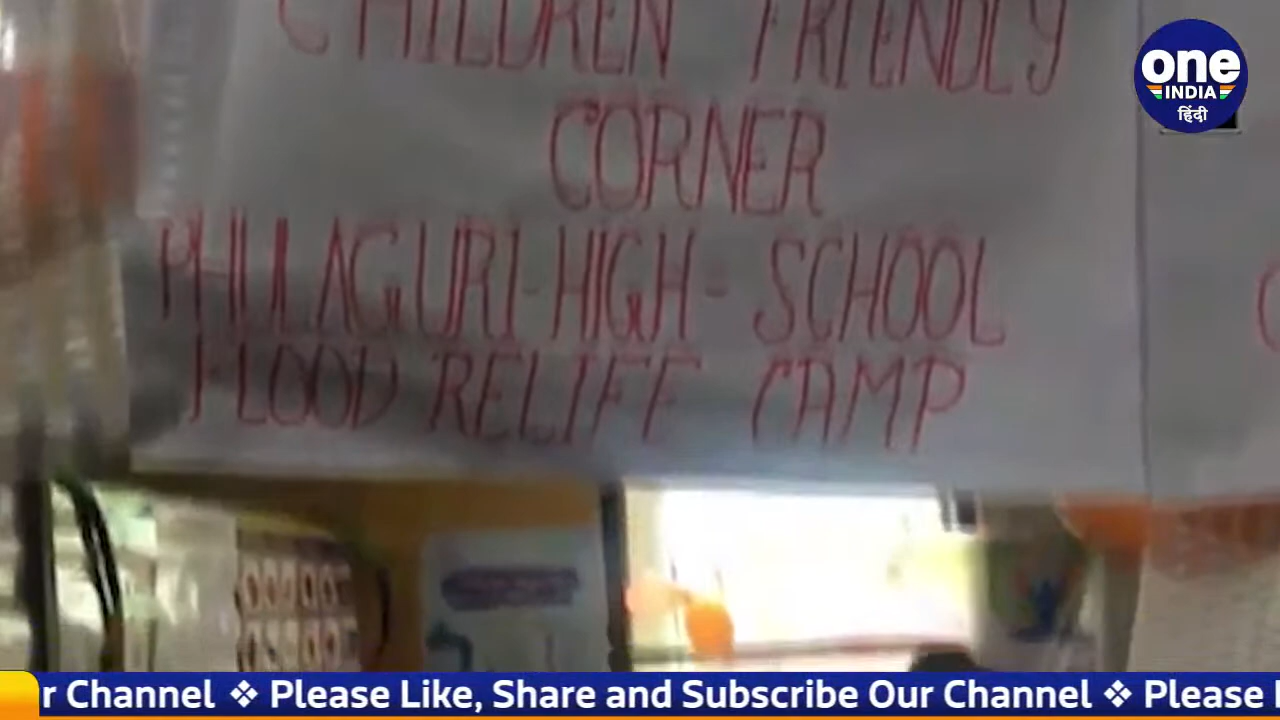 CHILDREN FRIENDLY
CORNER
PHULAGURI-HIGH-SCHOOL
FLOOD RELIEF CAMP
one
INDIA
हिंदी
r Channel ❖ Please Like, Share and Subscribe Our Channel ❖ Please